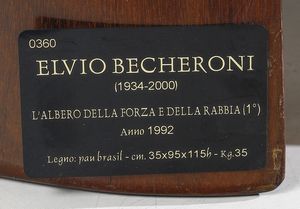 0360
ELVIO BECHERONI
(1934-2000)
L'ALBERO DELLA FORZA E DELLA RABBIA (1°)
Anno 1992
Legno: pau brasil - cm. 35x95x115h - Kg.35